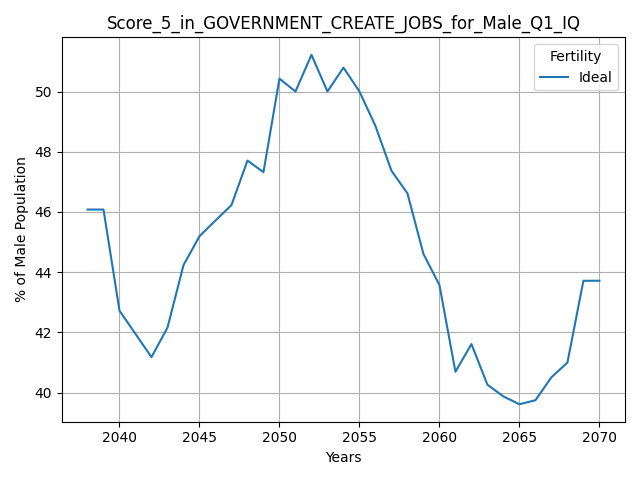 Score_5_in_GOVERNMENT_CREATE_JOBS_for_Male_Q1_IQ
Fertility
Ideal
% of Male Population
50
48
46
44
42
40
2040 2045 2050 2055 2060 2065 2070
Years